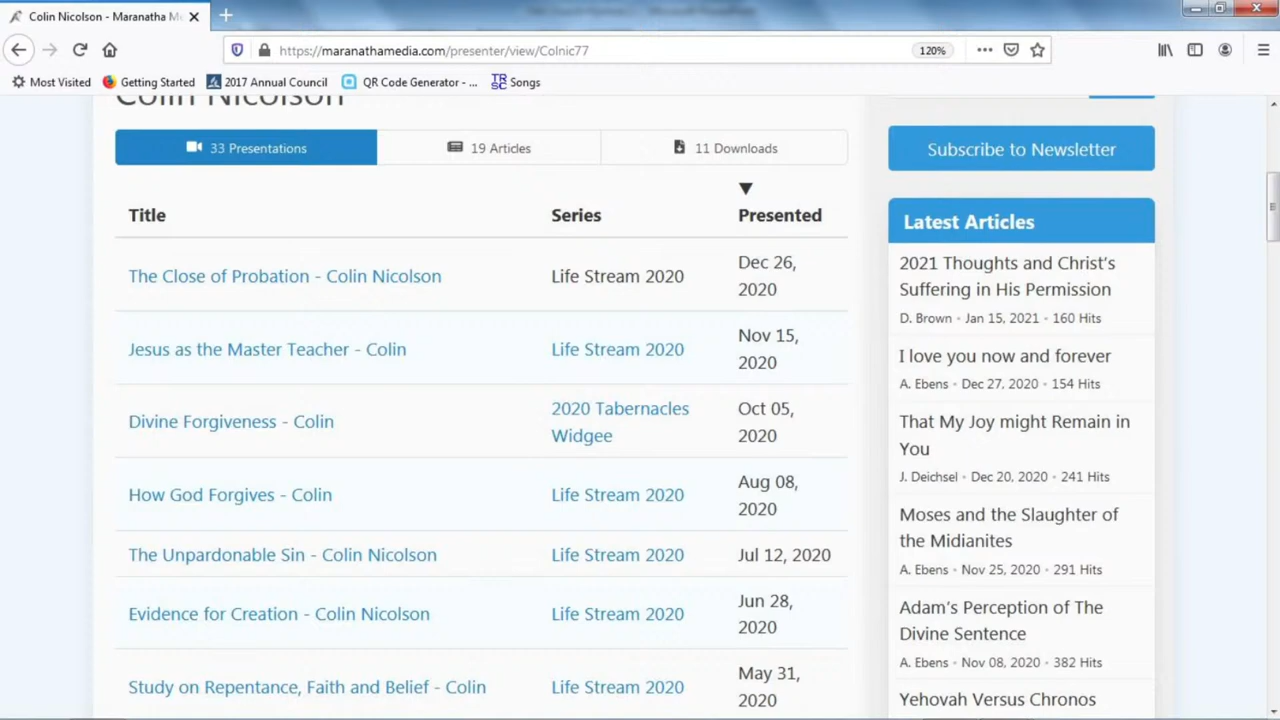 Colin Nicolson - Maranatha Me
https://maranathamedia.com/presenter/view/Colnic77
120%
Most Visited
Getting Started
2017 Annual Council
QR Code Generator - ...
TR
SC
Songs
Colin Nicolson
33 Presentations
19 Articles
11 Downloads
Subscribe to Newsletter
▼
Title
Series
Presented
The Close of Probation - Colin Nicolson
Life Stream 2020
Dec 26,
2020
Jesus as the Master Teacher - Colin
Life Stream 2020
Nov 15,
2020
Divine Forgiveness - Colin
2020 Tabernacles
Widgee
Oct 05,
2020
How God Forgives - Colin
Life Stream 2020
Aug 08,
2020
The Unpardonable Sin - Colin Nicolson
Life Stream 2020
Jul 12, 2020
Evidence for Creation - Colin Nicolson
Life Stream 2020
Jun 28,
2020
Study on Repentance, Faith and Belief - Colin
Life Stream 2020
May 31,
2020
Latest Articles
2021 Thoughts and Christ's
Suffering in His Permission
D. Brown • Jan 15, 2021 • 160 Hits
I love you now and forever
A. Ebens • Dec 27, 2020 • 154 Hits
That My Joy might Remain in
You
J. Deichsel • Dec 20, 2020 • 241 Hits
Moses and the Slaughter of
the Midianites
A. Ebens • Nov 25, 2020 • 291 Hits
Adam's Perception of The
Divine Sentence
A. Ebens • Nov 08, 2020 • 382 Hits
Yehovah Versus Chronos